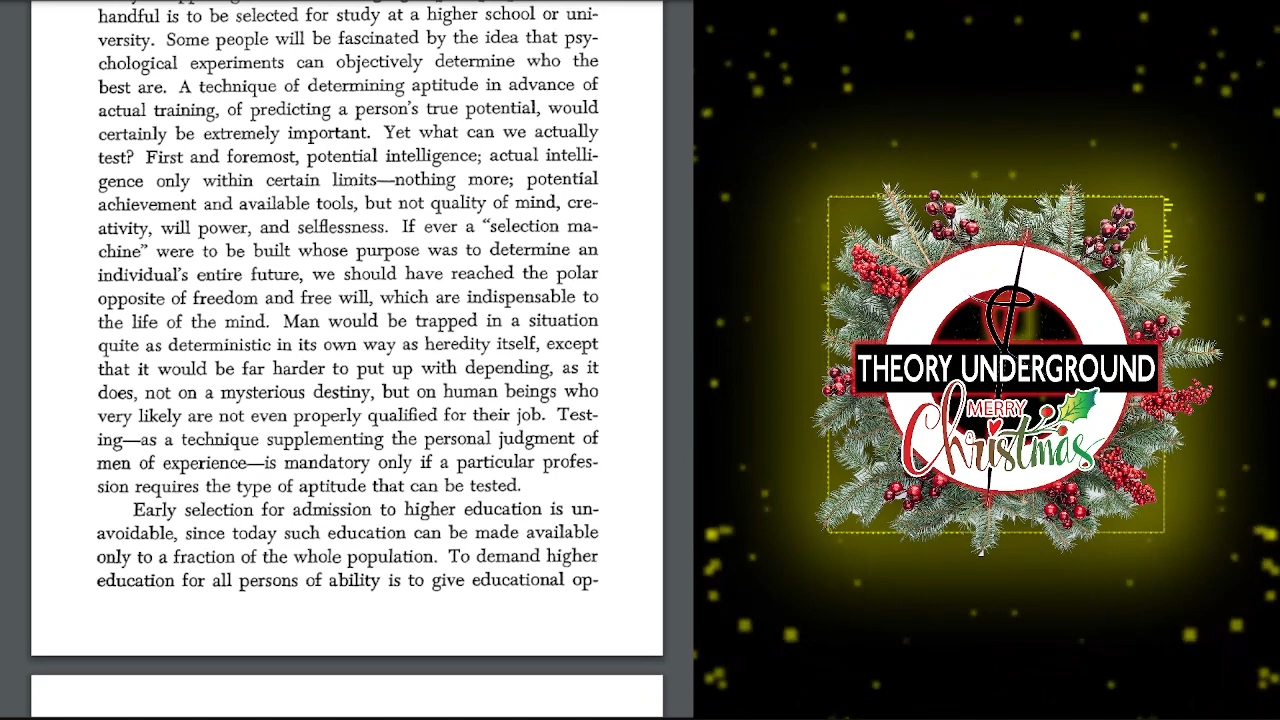 handful is to be selected for study at a higher school or uni-
versity. Some people will be fascinated by the idea that psy-
chological experiments can objectively determine who the
best are. A technique of determining aptitude in advance of
actual training, of predicting a person's true potential, would
certainly be extremely important. Yet what can we actually
test? First and foremost, potential intelligence; actual intelli-
gence only within certain limits—nothing more; potential
achievement and available tools, but not quality of mind, cre-
ativity, will power, and selflessness. If ever a “selection ma-
chine” were to be built whose purpose was to determine an
individual's entire future, we should have reached the polar
opposite of freedom and free will, which are indispensable to
the life of the mind. Man would be trapped in a situation
quite as deterministic in its own way as heredity itself, except
that it would be far harder to put up with depending, as it
does, not on a mysterious destiny, but on human beings who
very likely are not even properly qualified for their job. Test-
ing—as a technique supplementing the personal judgment of
men of experience—is mandatory only if a particular profes-
sion requires the type of aptitude that can be tested.
Early selection for admission to higher education is un-
avoidable, since today such education can be made available
only to a fraction of the whole population. To demand higher
education for all persons of ability is to give educational op-
THEORY UNDERGROUND
MERRY
Christmas